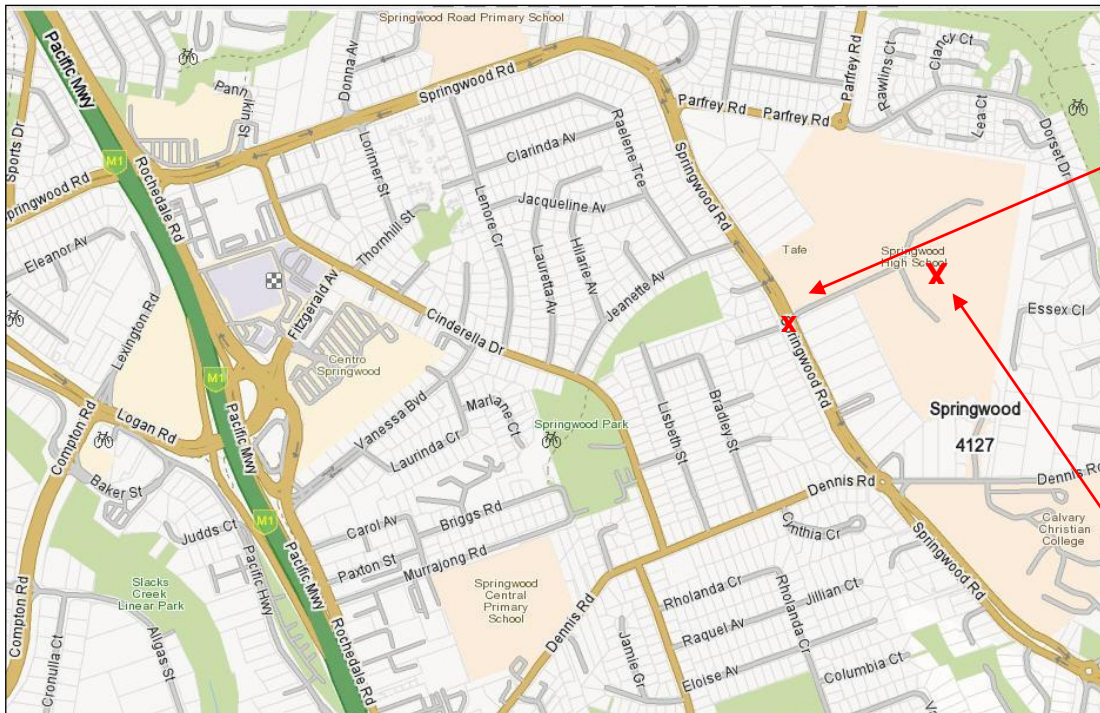 Springwood Road Primary School
Pacific Mwy
Donna Av
Springwood Rd
Parfrey Rd
Rawlins Ct
Clancy Ct
Lea Ct
Dorset Dr
Parfrey Rd
Parfrey Rd
Sports Dr
M1
Rochedale Rd
Lorimer St
Clarinda Av
Raelene Tce
Springwood Rd
Springwood Rd
Eleanor Av
Thornhill St
Lenore Cr
Jacqueline Av
Lauretta Av
Hilarie Av
Jeanette Av
Tafe
Springwood
High School
X
X
Essex Cl
Lexington Rd
Fitzgerald Av
Cinderella Dr
Centro
Springwood
Springwood Rd
M1
Pacific Mwy
Logan Rd
Compton Rd
Vanessa Bvd
Marlane Ct
Laurinda Cr
Springwood Park
Lisbeth St
Bradley St
Springwood
4127
Baker St
Judds Ct
M1
Pacific Mwy
Pacific Hwy
Carol Av
Briggs Rd
Paxton St
Murrajong Rd
Dennis Rd
Dennis Rd
Cynthia Cr
Calvary
Christian
College
Springwood Rd
Slacks
Creek
Linear Park
Compton Rd
Cronulla Ct
Allgas St
Rochedale Rd
Springwood
Central
Primary
School
Dennis Rd
Jamie Gr
Rholanda Cr
Rholanda Cr
Jillian Ct
Raquel Av
Eloise Av
Columbia Ct